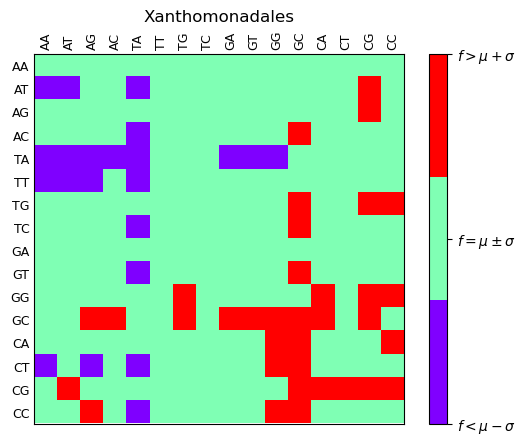 Xanthomonadales
AA AT AG AC TA TT TG TC GA GT GG GC CA CT CG CC
AA
AT
AG
AC
TA
TT
TG
TC
GA
GT
GG
GC
CA
CT
CG
CC
f > μ + σ
f = μ ± σ
f < μ − σ